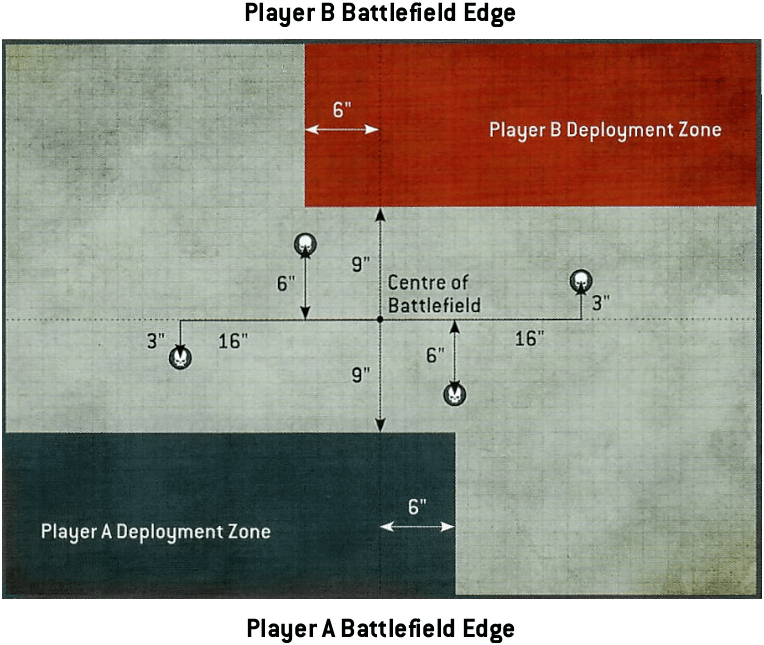 Player B Battlefield Edge
6"
Player B Deployment Zone
9"
6"
Centre of
Battlefield
3"
3"
16"
16"
6"
9"
6"
Player A Deployment Zone
Player A Battlefield Edge